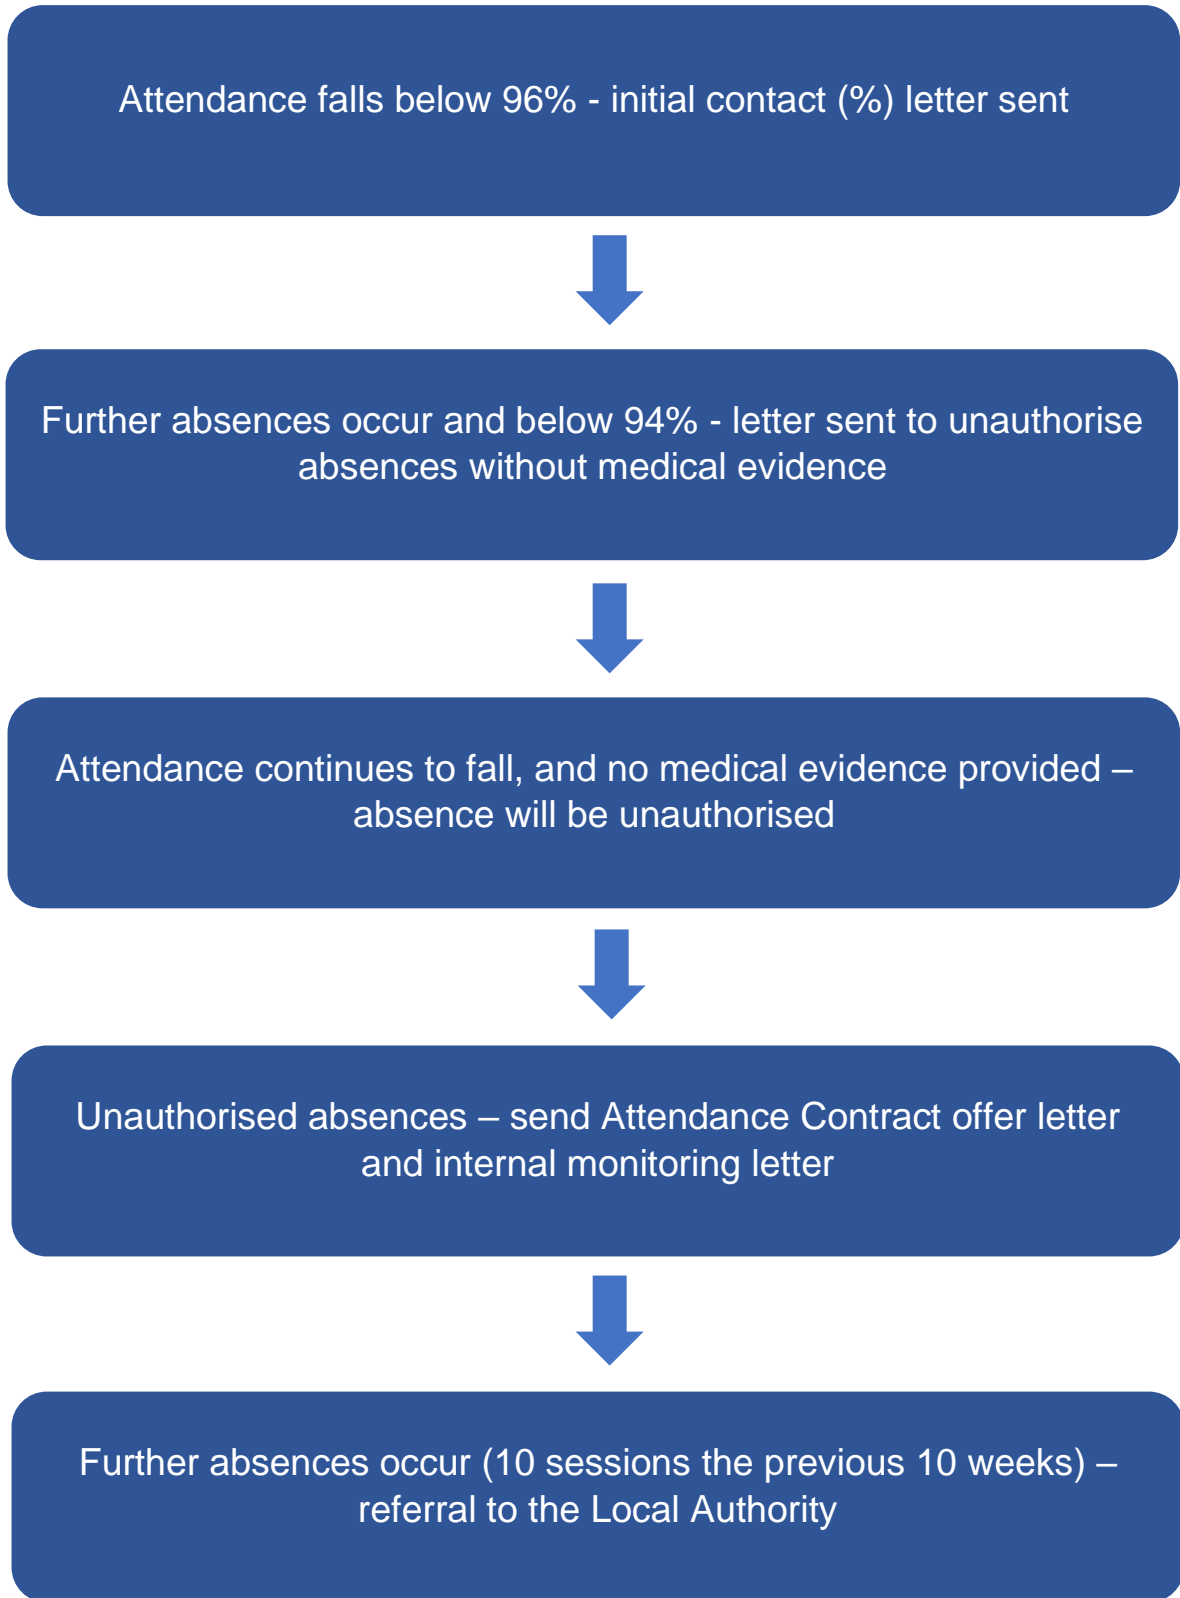 Attendance falls below 96% - initial contact (%) letter sent
Further absences occur and below 94% - letter sent to unauthorise
absences without medical evidence
Attendance continues to fall, and no medical evidence provided –
absence will be unauthorised
Unauthorised absences – send Attendance Contract offer letter
and internal monitoring letter
Further absences occur (10 sessions the previous 10 weeks) –
referral to the Local Authority